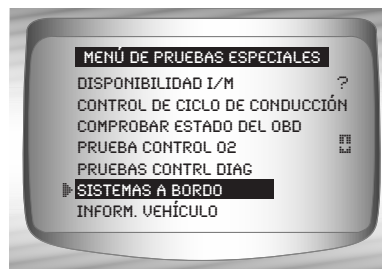 MENÚ DE PRUEBAS ESPECIALES
DISPONIBILIDAD I/M ?
CONTROL DE CICLO DE CONDUCCIÓN
COMPROBAR ESTADO DEL OBD
PRUEBA CONTROL O2
PRUEBAS CONTRL DIAG
SISTEMAS A BORDO
INFORM. VEHÍCULO